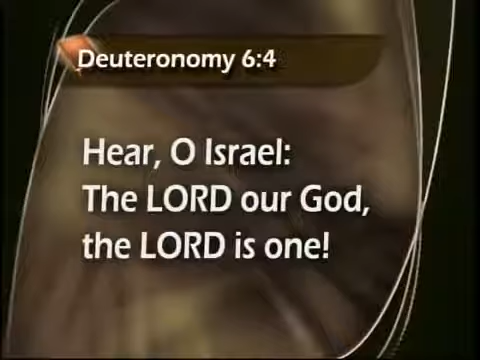 Deuteronomy 6:4
Hear, O Israel:
The LORD our God,
the LORD is one!